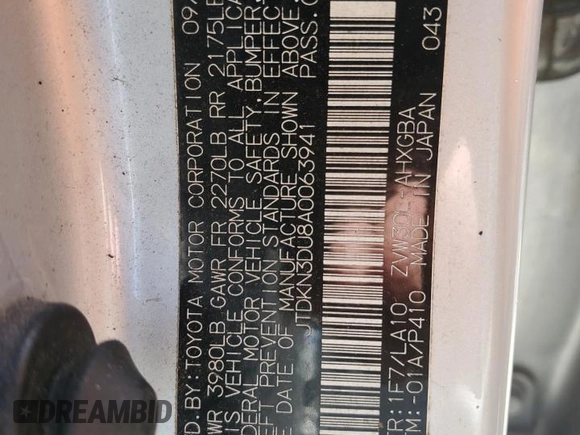 D.BY:TOYOTA MOTOR CORPORATION 09/
WR 3980LB GAWR FR 2270LB RR 2175LB
IS VEHICLE CONFORMS TO ALL APPLICA
DERAL MOTOR VEHICLE SAFETY, BUMPER,
EFT PREVENTION STANDARDS IN EFFECT
E DATE OF MANUFACTURE SHOWN ABOVE.
JTDKN3DU8A0063941 PASS.C
TR:1F7/LA10 ZVW30L-AHXGBA
TM:-01A/P410 MADE IN JAPAN 043
DREAMBID